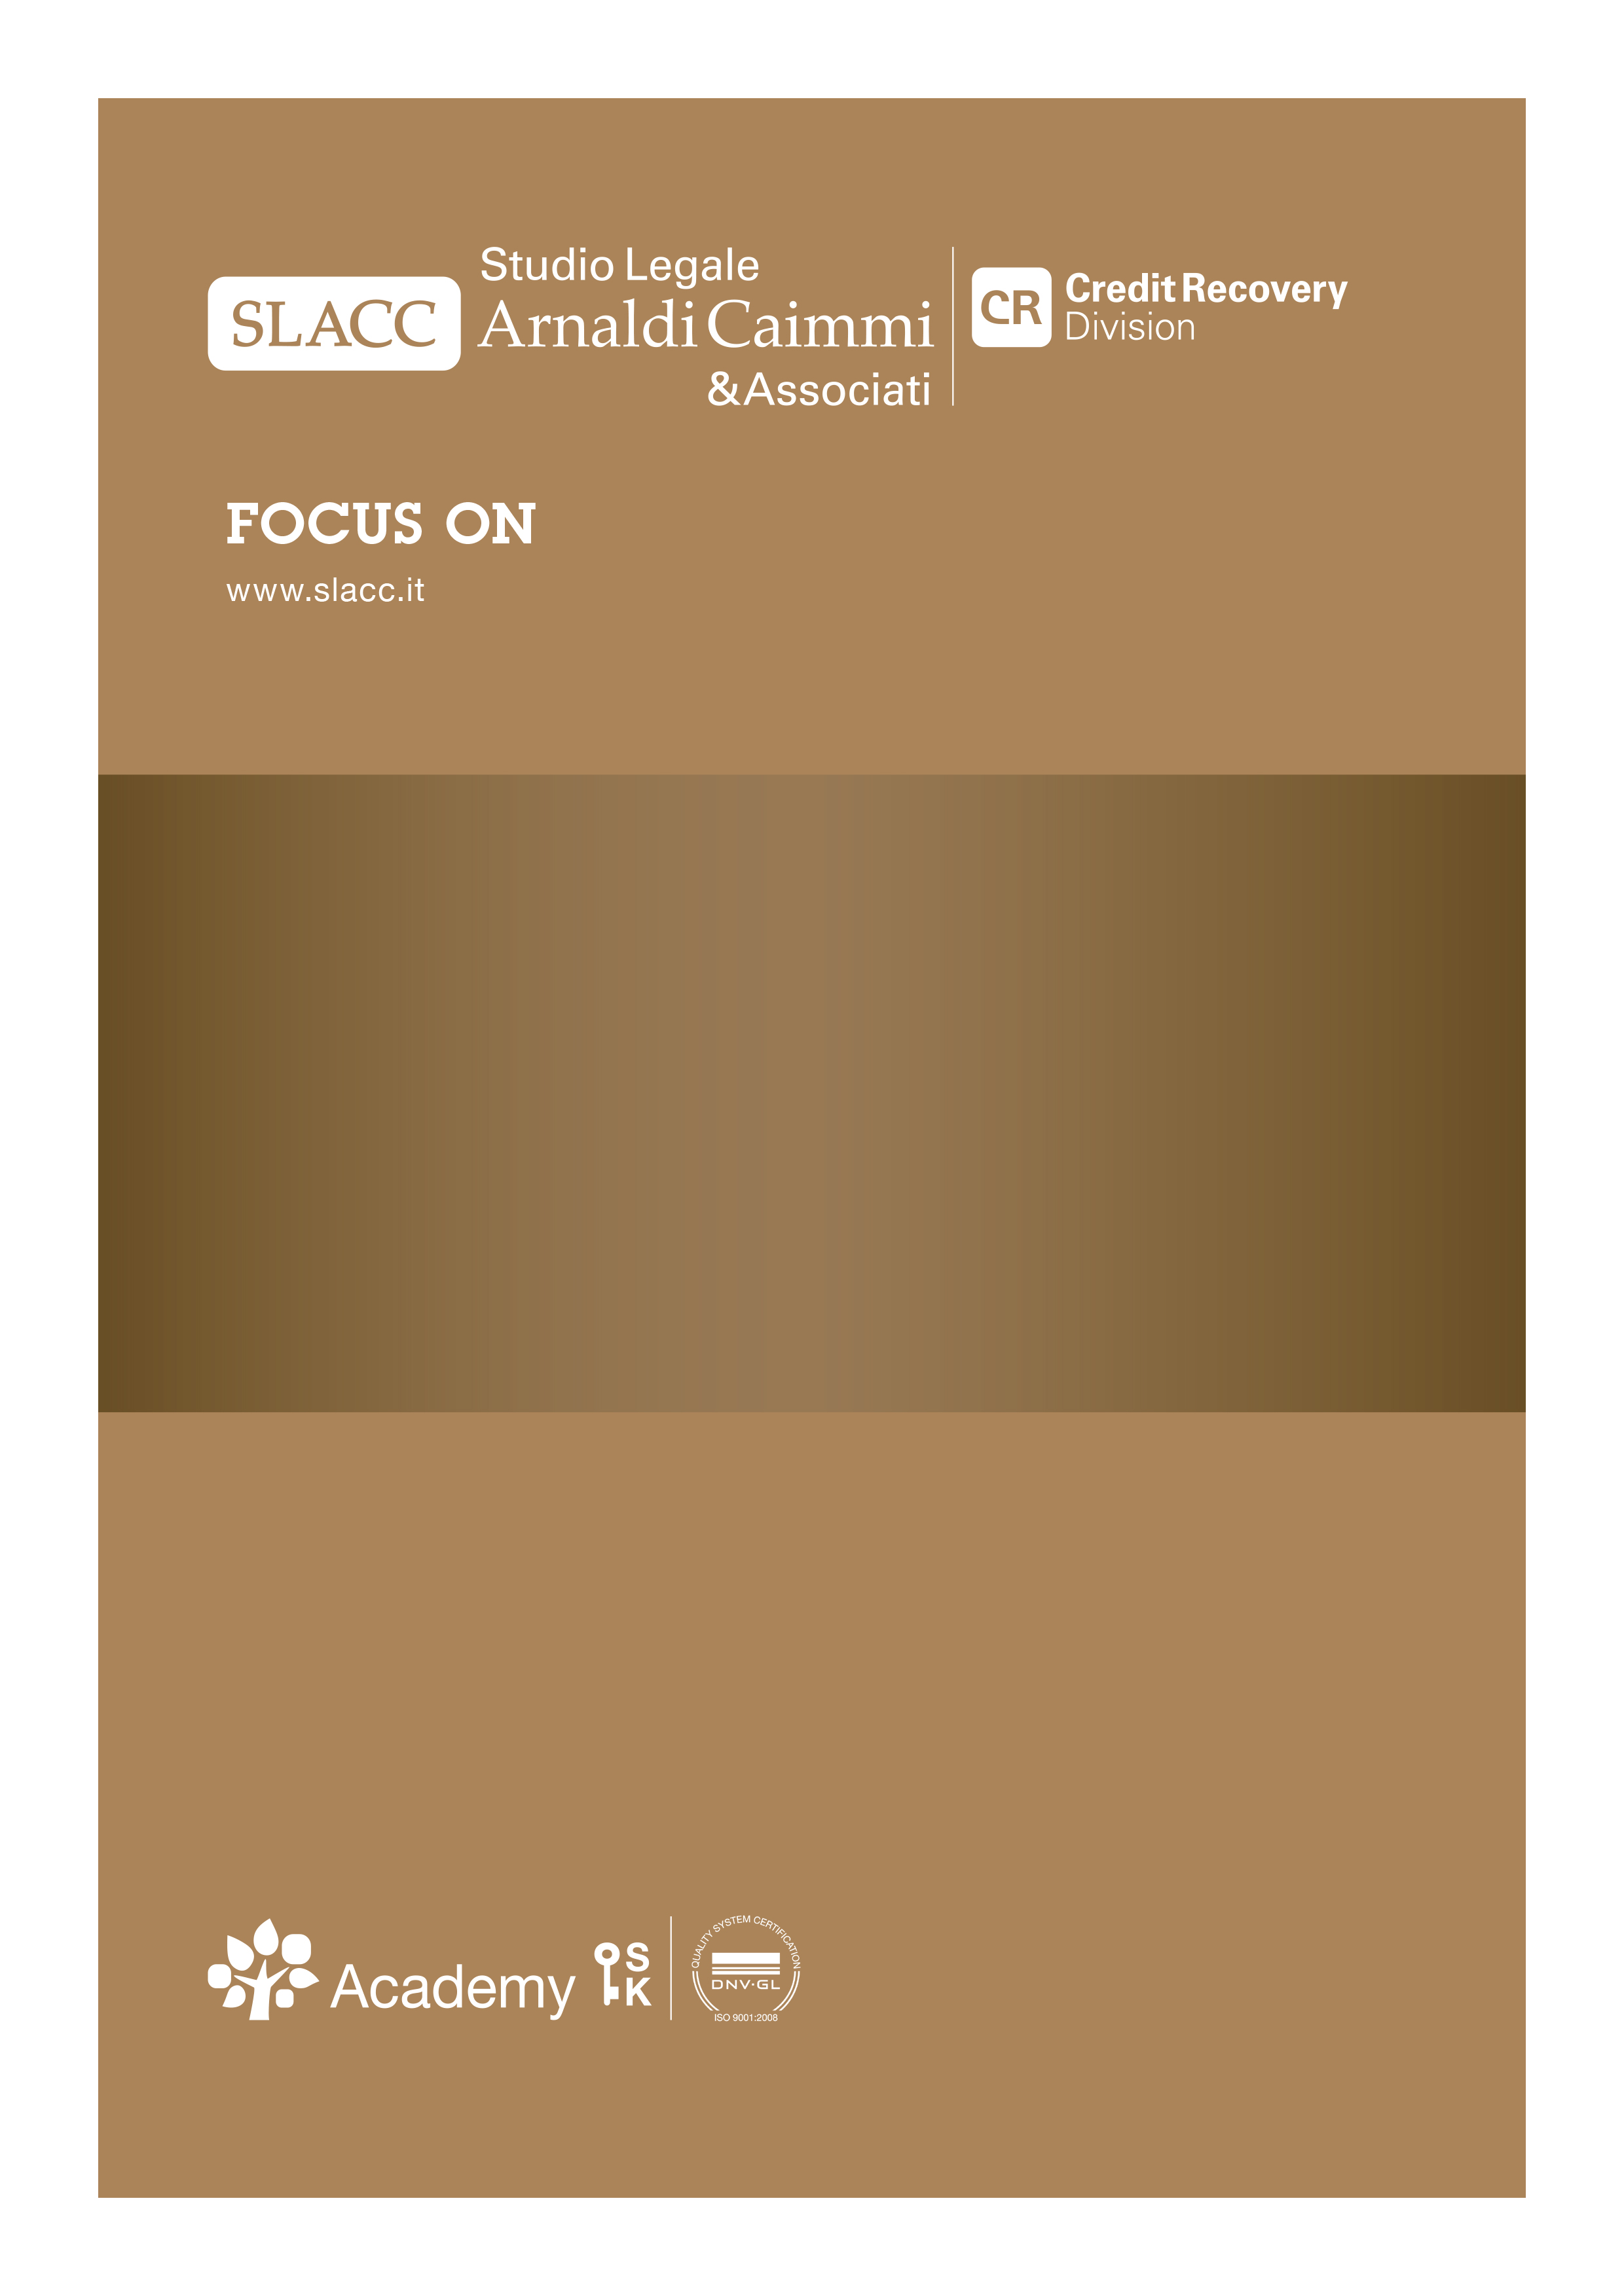 SLACC
Studio Legale
Arnaldi Caimmi
& Associati
CR
Credit Recovery
Division
FOCUS ON
www.slacc.it
Academy
SK
QUALITY SYSTEM CERTIFICATION
DNV·GL
ISO 9001:2008